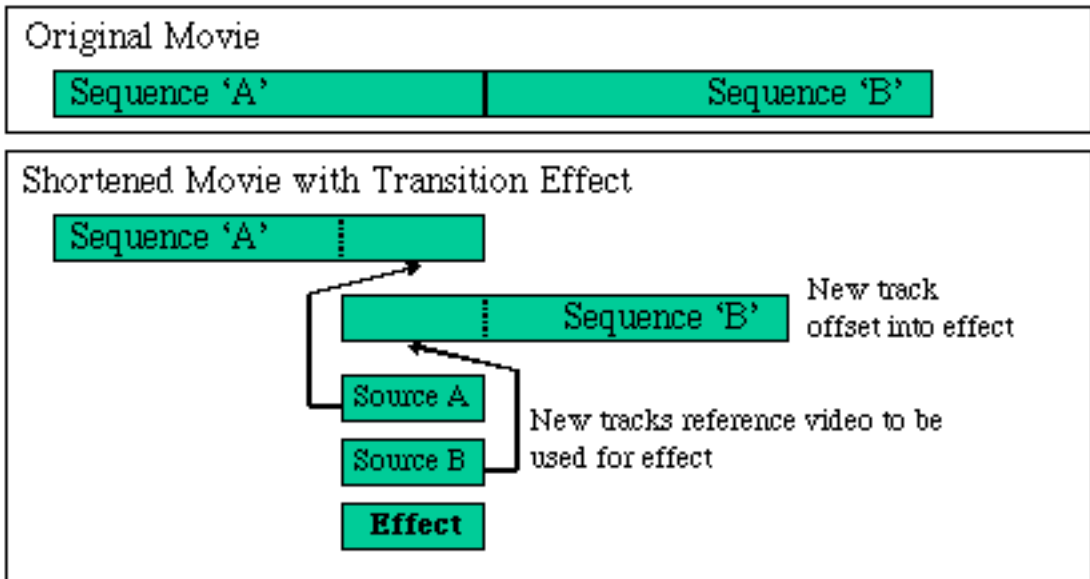 Original Movie
Sequence ‘A’
Sequence ‘B’
Shortened Movie with Transition Effect
Sequence ‘A’
Sequence ‘B’
New track
offset into effect
Source A
New tracks reference video to be
used for effect
Source B
Effect